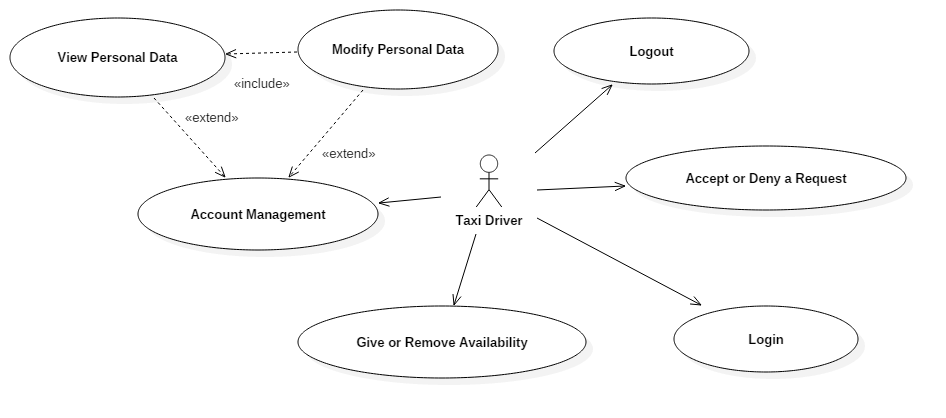 View Personal Data
Modify Personal Data
Logout
«include»
«extend»
«extend»
Accept or Deny a Request
Account Management
Taxi Driver
Give or Remove Availability
Login